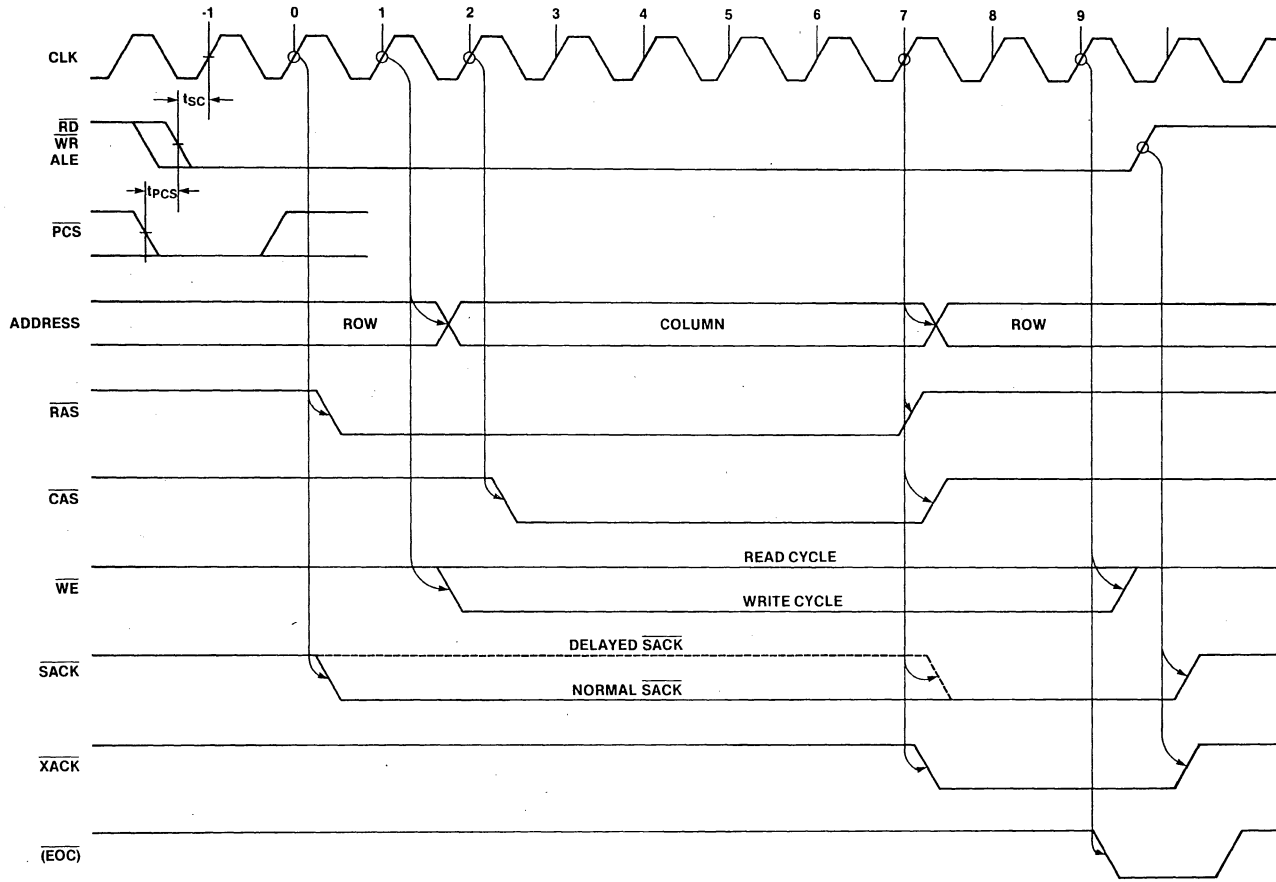 -1 0 1 2 3 4 5 6 7 8 9
CLK
tSC
RD
WR
ALE
tPCS
PCS
ADDRESS ROW COLUMN ROW
RAS
CAS
READ CYCLE
WE
WRITE CYCLE
DELAYED SACK
SACK
NORMAL SACK
XACK
(EOC)